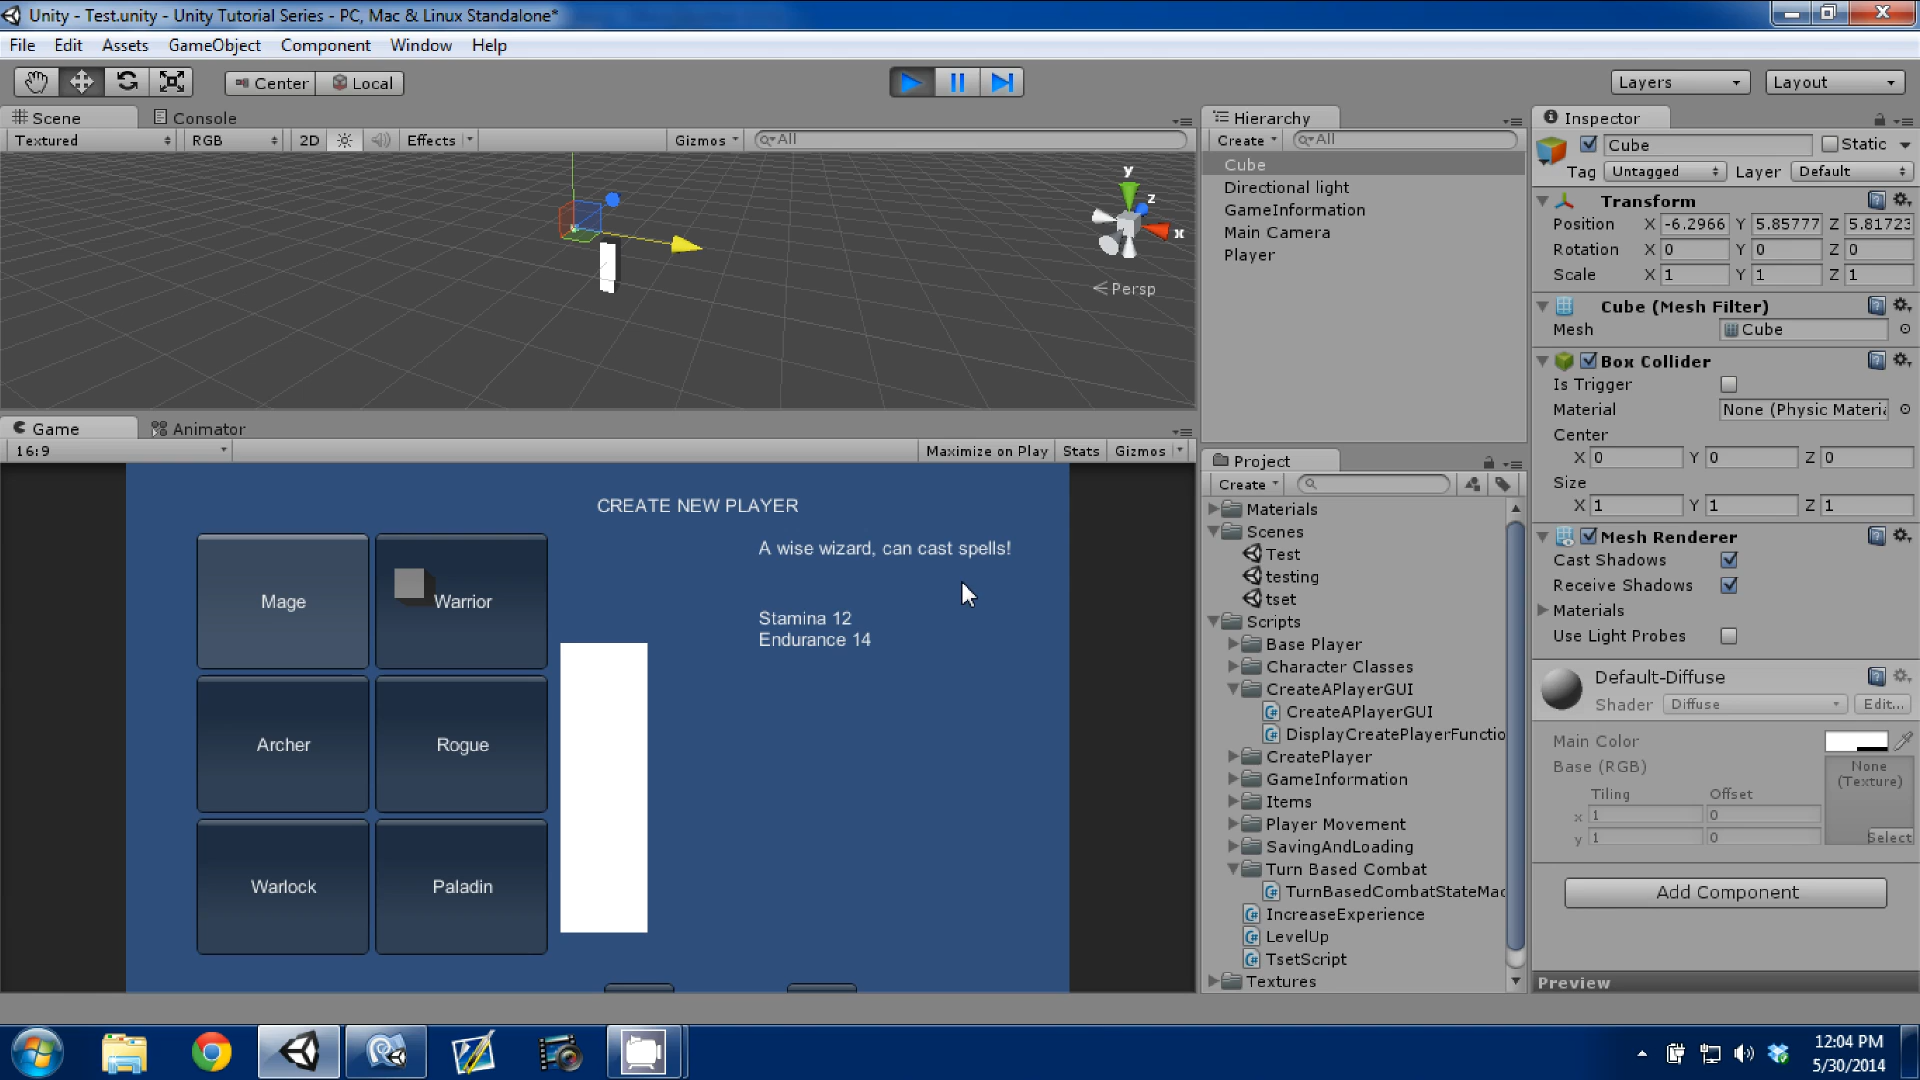 Unity - Test.unity - Unity Tutorial Series - PC, Mac & Linux Standalone*
File Edit Assets GameObject Component Window Help
Center Local Layers Layout
Scene Console
Textured RGB 2D Effects Gizmos All
y
z
x
Persp
Game Animator
16:9 Maximize on Play Stats Gizmos
CREATE NEW PLAYER
A wise wizard, can cast spells!
Mage Warrior
Stamina 12
Endurance 14
Archer Rogue
Warlock Paladin
Hierarchy
Create All
Cube
Directional light
GameInformation
Main Camera
Player
Project
Create
Materials
Scenes
Test
testing
tset
Scripts
Base Player
Character Classes
CreateAPlayerGUI
CreateAPlayerGUI
DisplayCreatePlayerFunctio
CreatePlayer
GameInformation
Items
Player Movement
SavingAndLoading
Turn Based Combat
TurnBasedCombatStateMac
IncreaseExperience
LevelUp
TsetScript
Textures
Inspector
Cube Static
Tag Untagged Layer Default
Transform
Position X -6.2966 Y 5.85777 Z 5.81723
Rotation X 0 Y 0 Z 0
Scale X 1 Y 1 Z 1
Cube (Mesh Filter)
Mesh Cube
Box Collider
Is Trigger
Material None (Physic Materia
Center
X 0 Y 0 Z 0
Size
X 1 Y 1 Z 1
Mesh Renderer
Cast Shadows
Receive Shadows
Materials
Use Light Probes
Default-Diffuse
Shader Diffuse Edit...
Main Color
Base (RGB) None
(Texture)
Tiling Offset
x 1 0
y 1 0 Select
Add Component
Preview
12:04 PM
5/30/2014